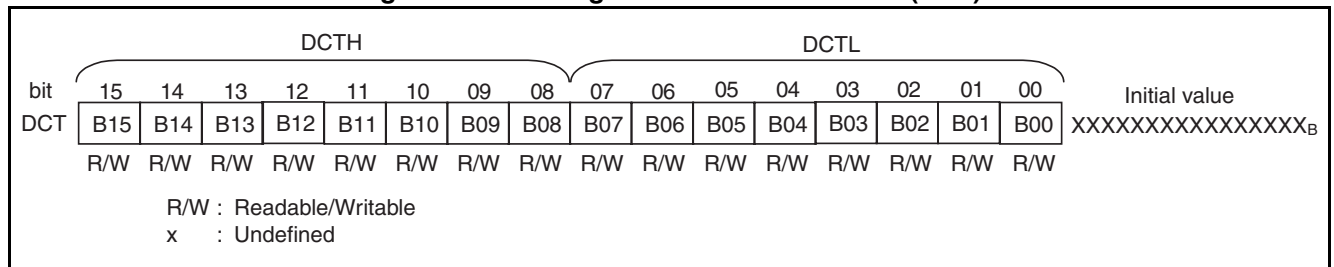 DCTH DCTL
bit 15 14 13 12 11 10 09 08 07 06 05 04 03 02 01 00 Initial value
DCT B15 B14 B13 B12 B11 B10 B09 B08 B07 B06 B05 B04 B03 B02 B01 B00 XXXXXXXXXXXXXXXXB
R/W R/W R/W R/W R/W R/W R/W R/W R/W R/W R/W R/W R/W R/W R/W R/W
R/W : Readable/Writable
x : Undefined